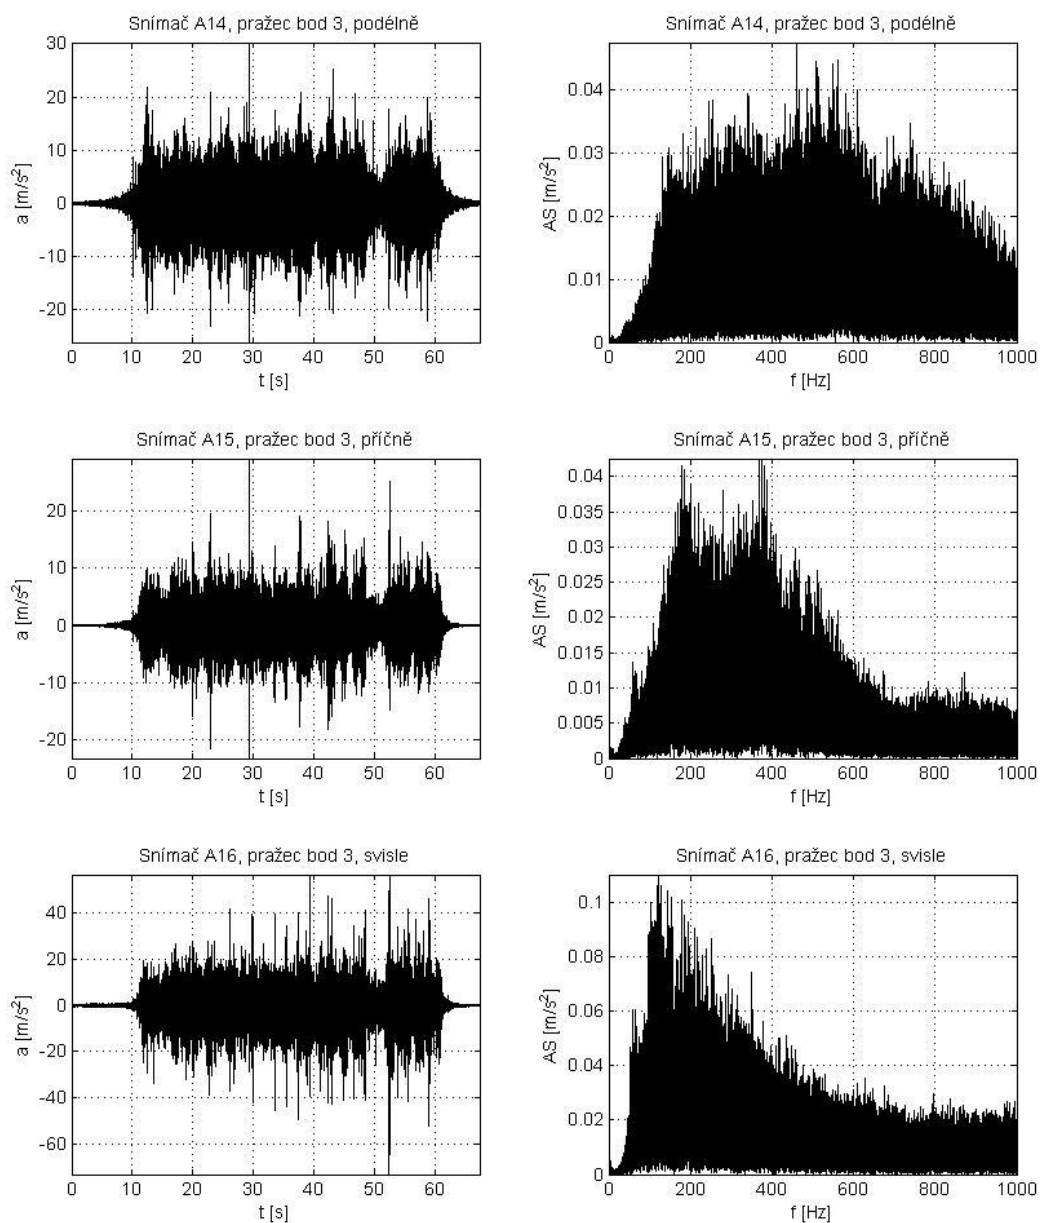 Snímač A14, pražec bod 3, podélně
30
20
10
0
-10
-20
a [m/s²]
0 10 20 30 40 50 60
t [s]
Snímač A14, pražec bod 3, podélně
0.04
0.03
0.02
0.01
0
AS [m/s²]
0 200 400 600 800 1000
f [Hz]
Snímač A15, pražec bod 3, příčně
20
10
0
-10
-20
a [m/s²]
0 10 20 30 40 50 60
t [s]
Snímač A15, pražec bod 3, příčně
0.04
0.035
0.03
0.025
0.02
0.015
0.01
0.005
0
AS [m/s²]
0 200 400 600 800 1000
f [Hz]
Snímač A16, pražec bod 3, svisle
40
20
0
-20
-40
-60
a [m/s²]
0 10 20 30 40 50 60
t [s]
Snímač A16, pražec bod 3, svisle
0.1
0.08
0.06
0.04
0.02
0
AS [m/s²]
0 200 400 600 800 1000
f [Hz]